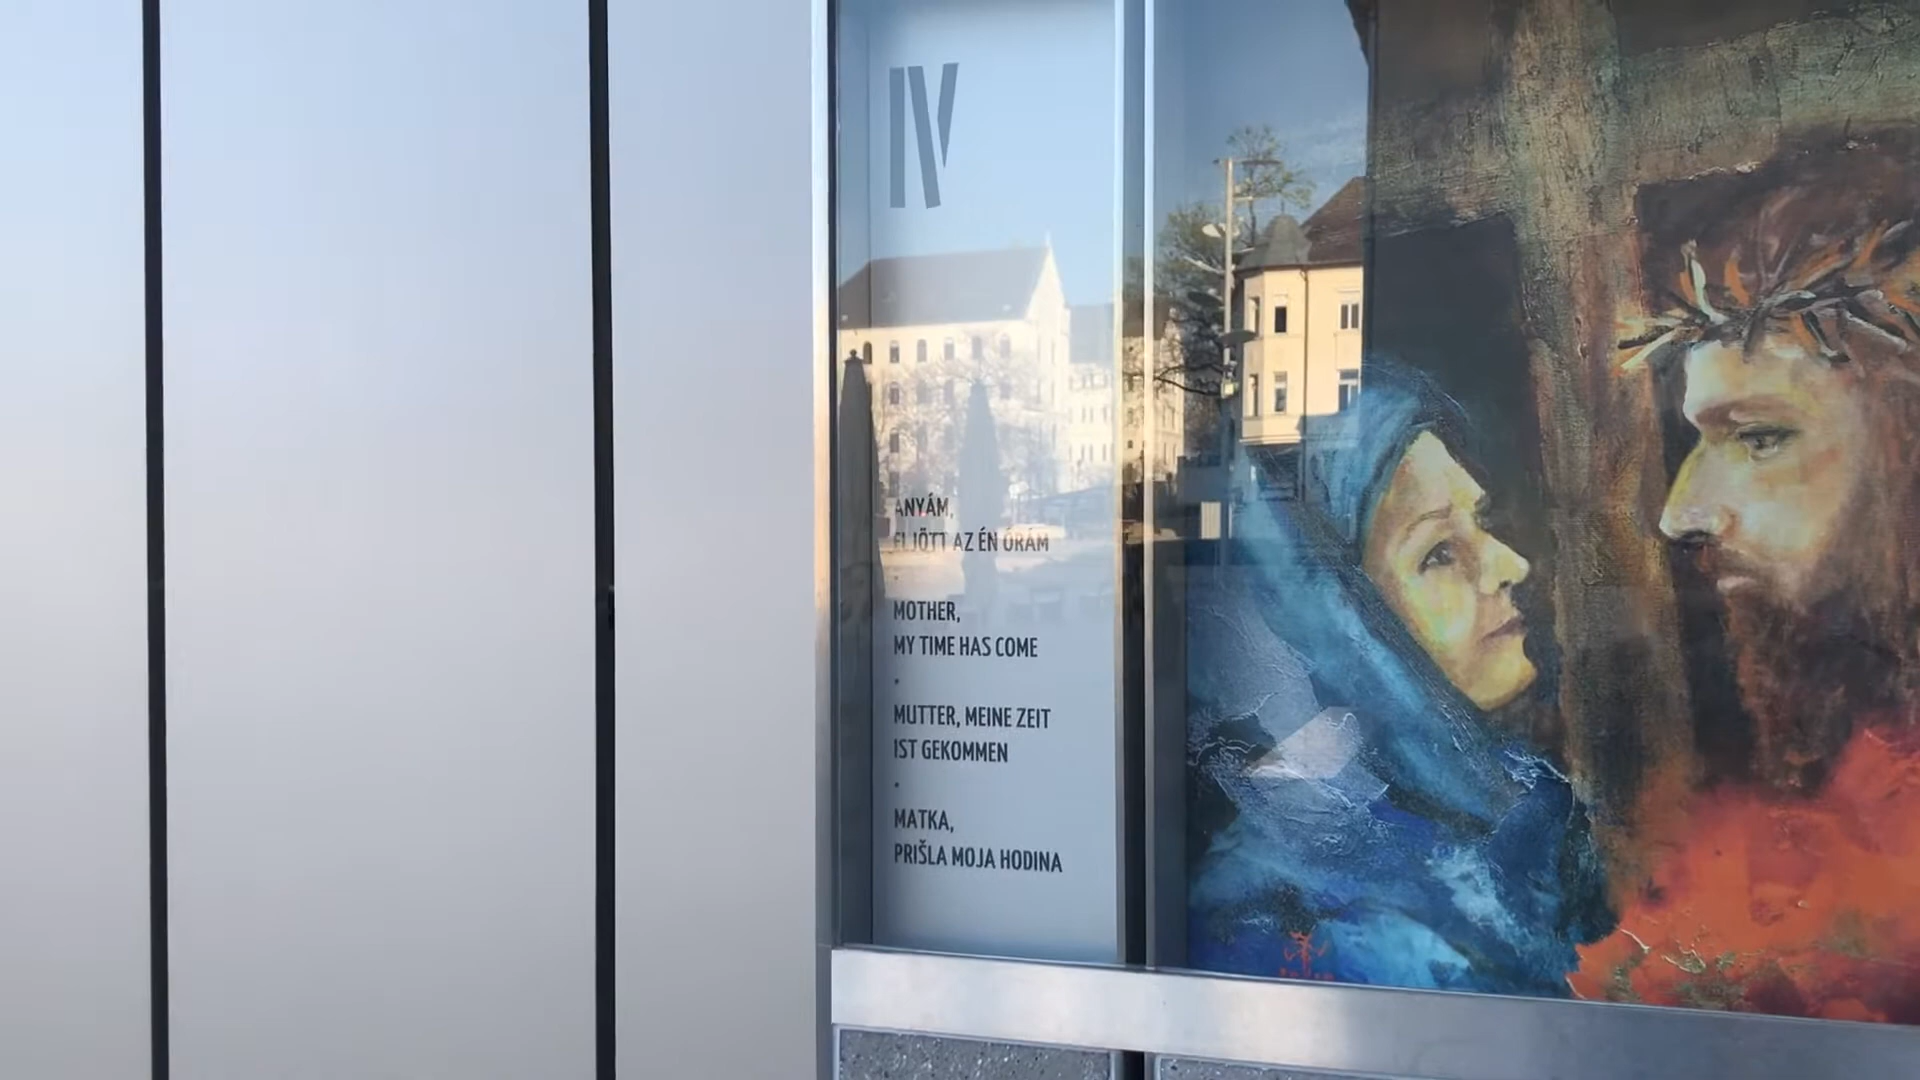 IV
ANYÁM,
ELJÖTT AZ ÉN ÓRÁM
MOTHER,
MY TIME HAS COME
MUTTER, MEINE ZEIT
IST GEKOMMEN
MATKA,
PRIŠLA MOJA HODINA